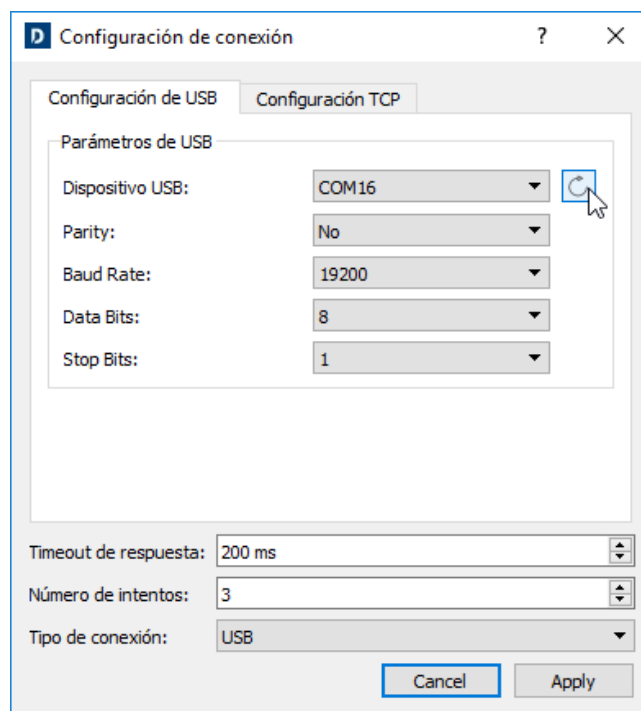 D Configuración de conexión ?
Configuración de USB Configuración TCP
Parámetros de USB
Dispositivo USB: COM16
Parity: No
Baud Rate: 19200
Data Bits: 8
Stop Bits: 1
Timeout de respuesta: 200 ms
Número de intentos: 3
Tipo de conexión: USB
Cancel Apply